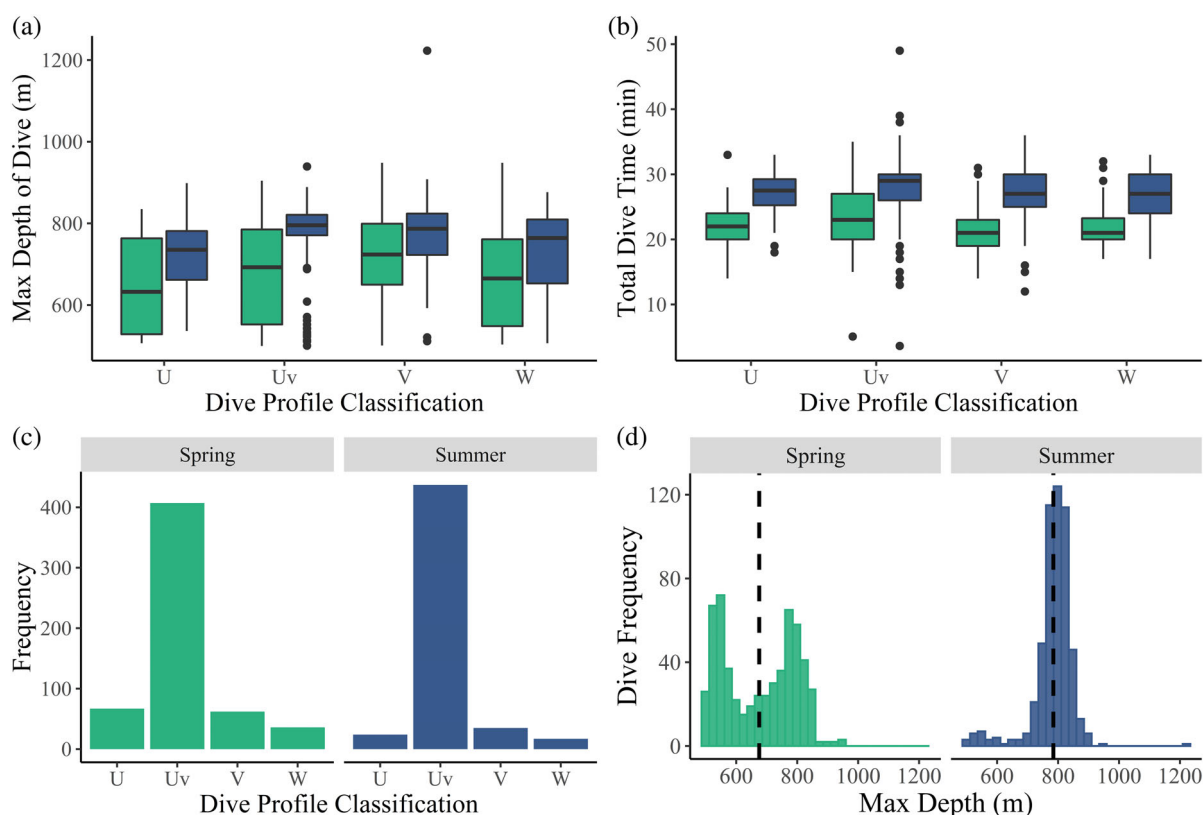 (a)
Max Depth of Dive (m)
1200
1000
800
600
U Uv V W
Dive Profile Classification
(b)
Total Dive Time (min)
50
40
30
20
10
U Uv V W
Dive Profile Classification
(c)
Spring Summer
Frequency
400
300
200
100
0
U Uv V W U Uv V W
Dive Profile Classification
(d)
Spring Summer
Dive Frequency
120
80
40
0
600 800 1000 1200 600 800 1000 1200
Max Depth (m)